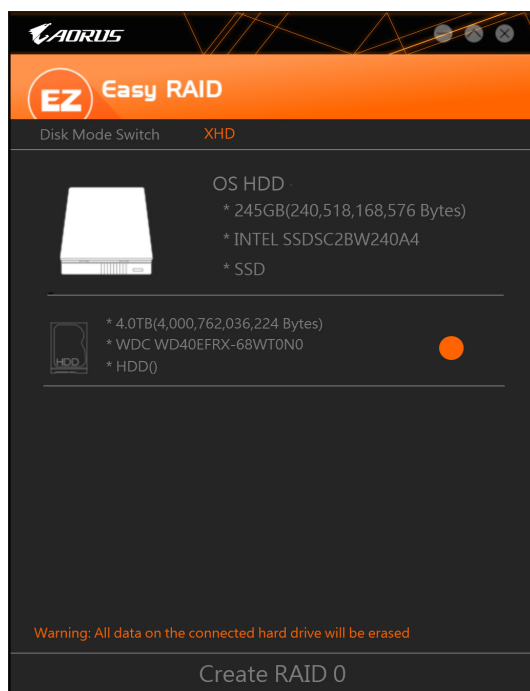 AORUS
EZ Easy RAID
Disk Mode Switch XHD
OS HDD
* 245GB(240,518,168,576 Bytes)
* INTEL SSDSC2BW240A4
* SSD
* 4.0TB(4,000,762,036,224 Bytes)
* WDC WD40EFRX-68WT0N0
HDD * HDD()
Warning: All data on the connected hard drive will be erased
Create RAID 0